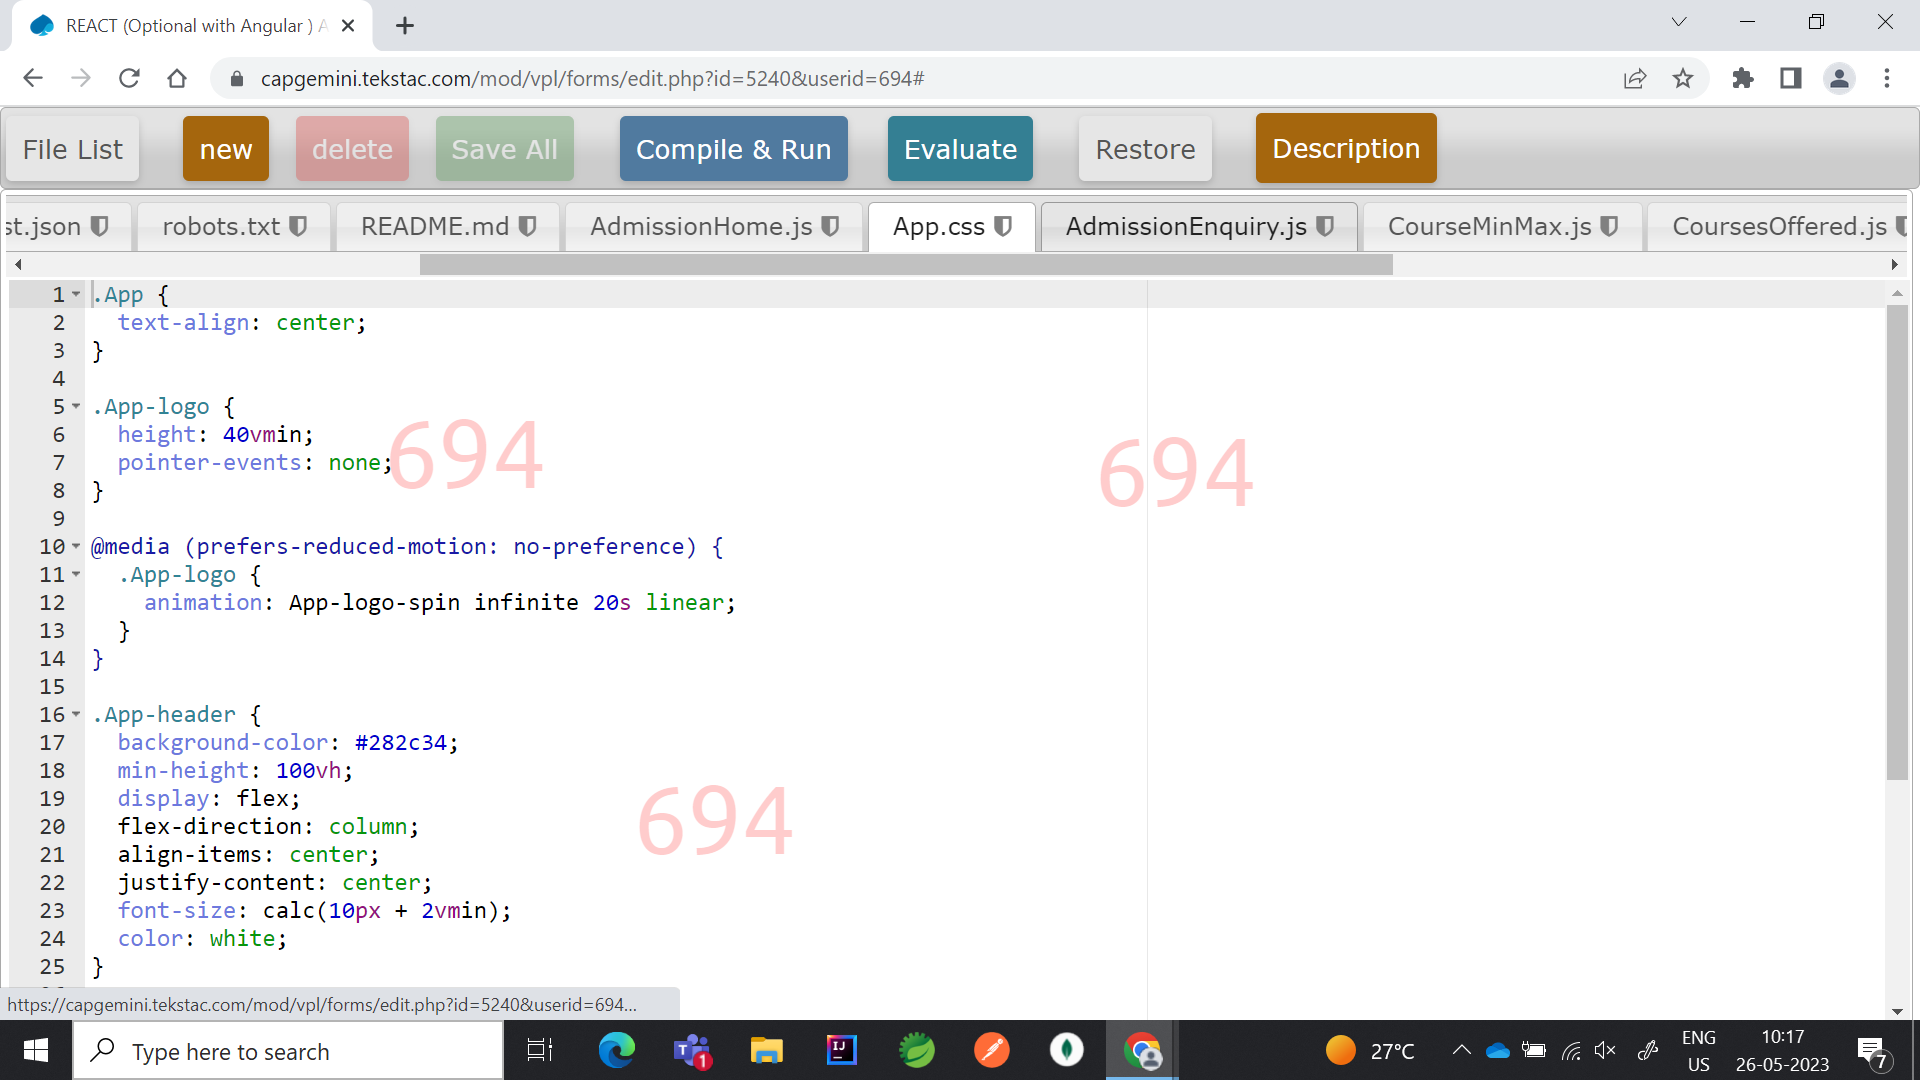 REACT (Optional with Angular ) A
capgemini.tekstac.com/mod/vpl/forms/edit.php?id=5240&userid=694#
File List new delete Save All Compile & Run Evaluate Restore Description
st.json robots.txt README.md AdmissionHome.js App.css AdmissionEnquiry.js CourseMinMax.js CoursesOffered.js
1 .App {
2 text-align: center;
3 }
4
5 .App-logo {
6 height: 40vmin;
7 pointer-events: none;
8 }
9
10 @media (prefers-reduced-motion: no-preference) {
11 .App-logo {
12 animation: App-logo-spin infinite 20s linear;
13 }
14 }
15
16 .App-header {
17 background-color: #282c34;
18 min-height: 100vh;
19 display: flex;
20 flex-direction: column;
21 align-items: center;
22 justify-content: center;
23 font-size: calc(10px + 2vmin);
24 color: white;
25 }
694
694
694
https://capgemini.tekstac.com/mod/vpl/forms/edit.php?id=5240&userid=694...
Type here to search
T 1
IJ
27°C
ENG
US
10:17
26-05-2023
7